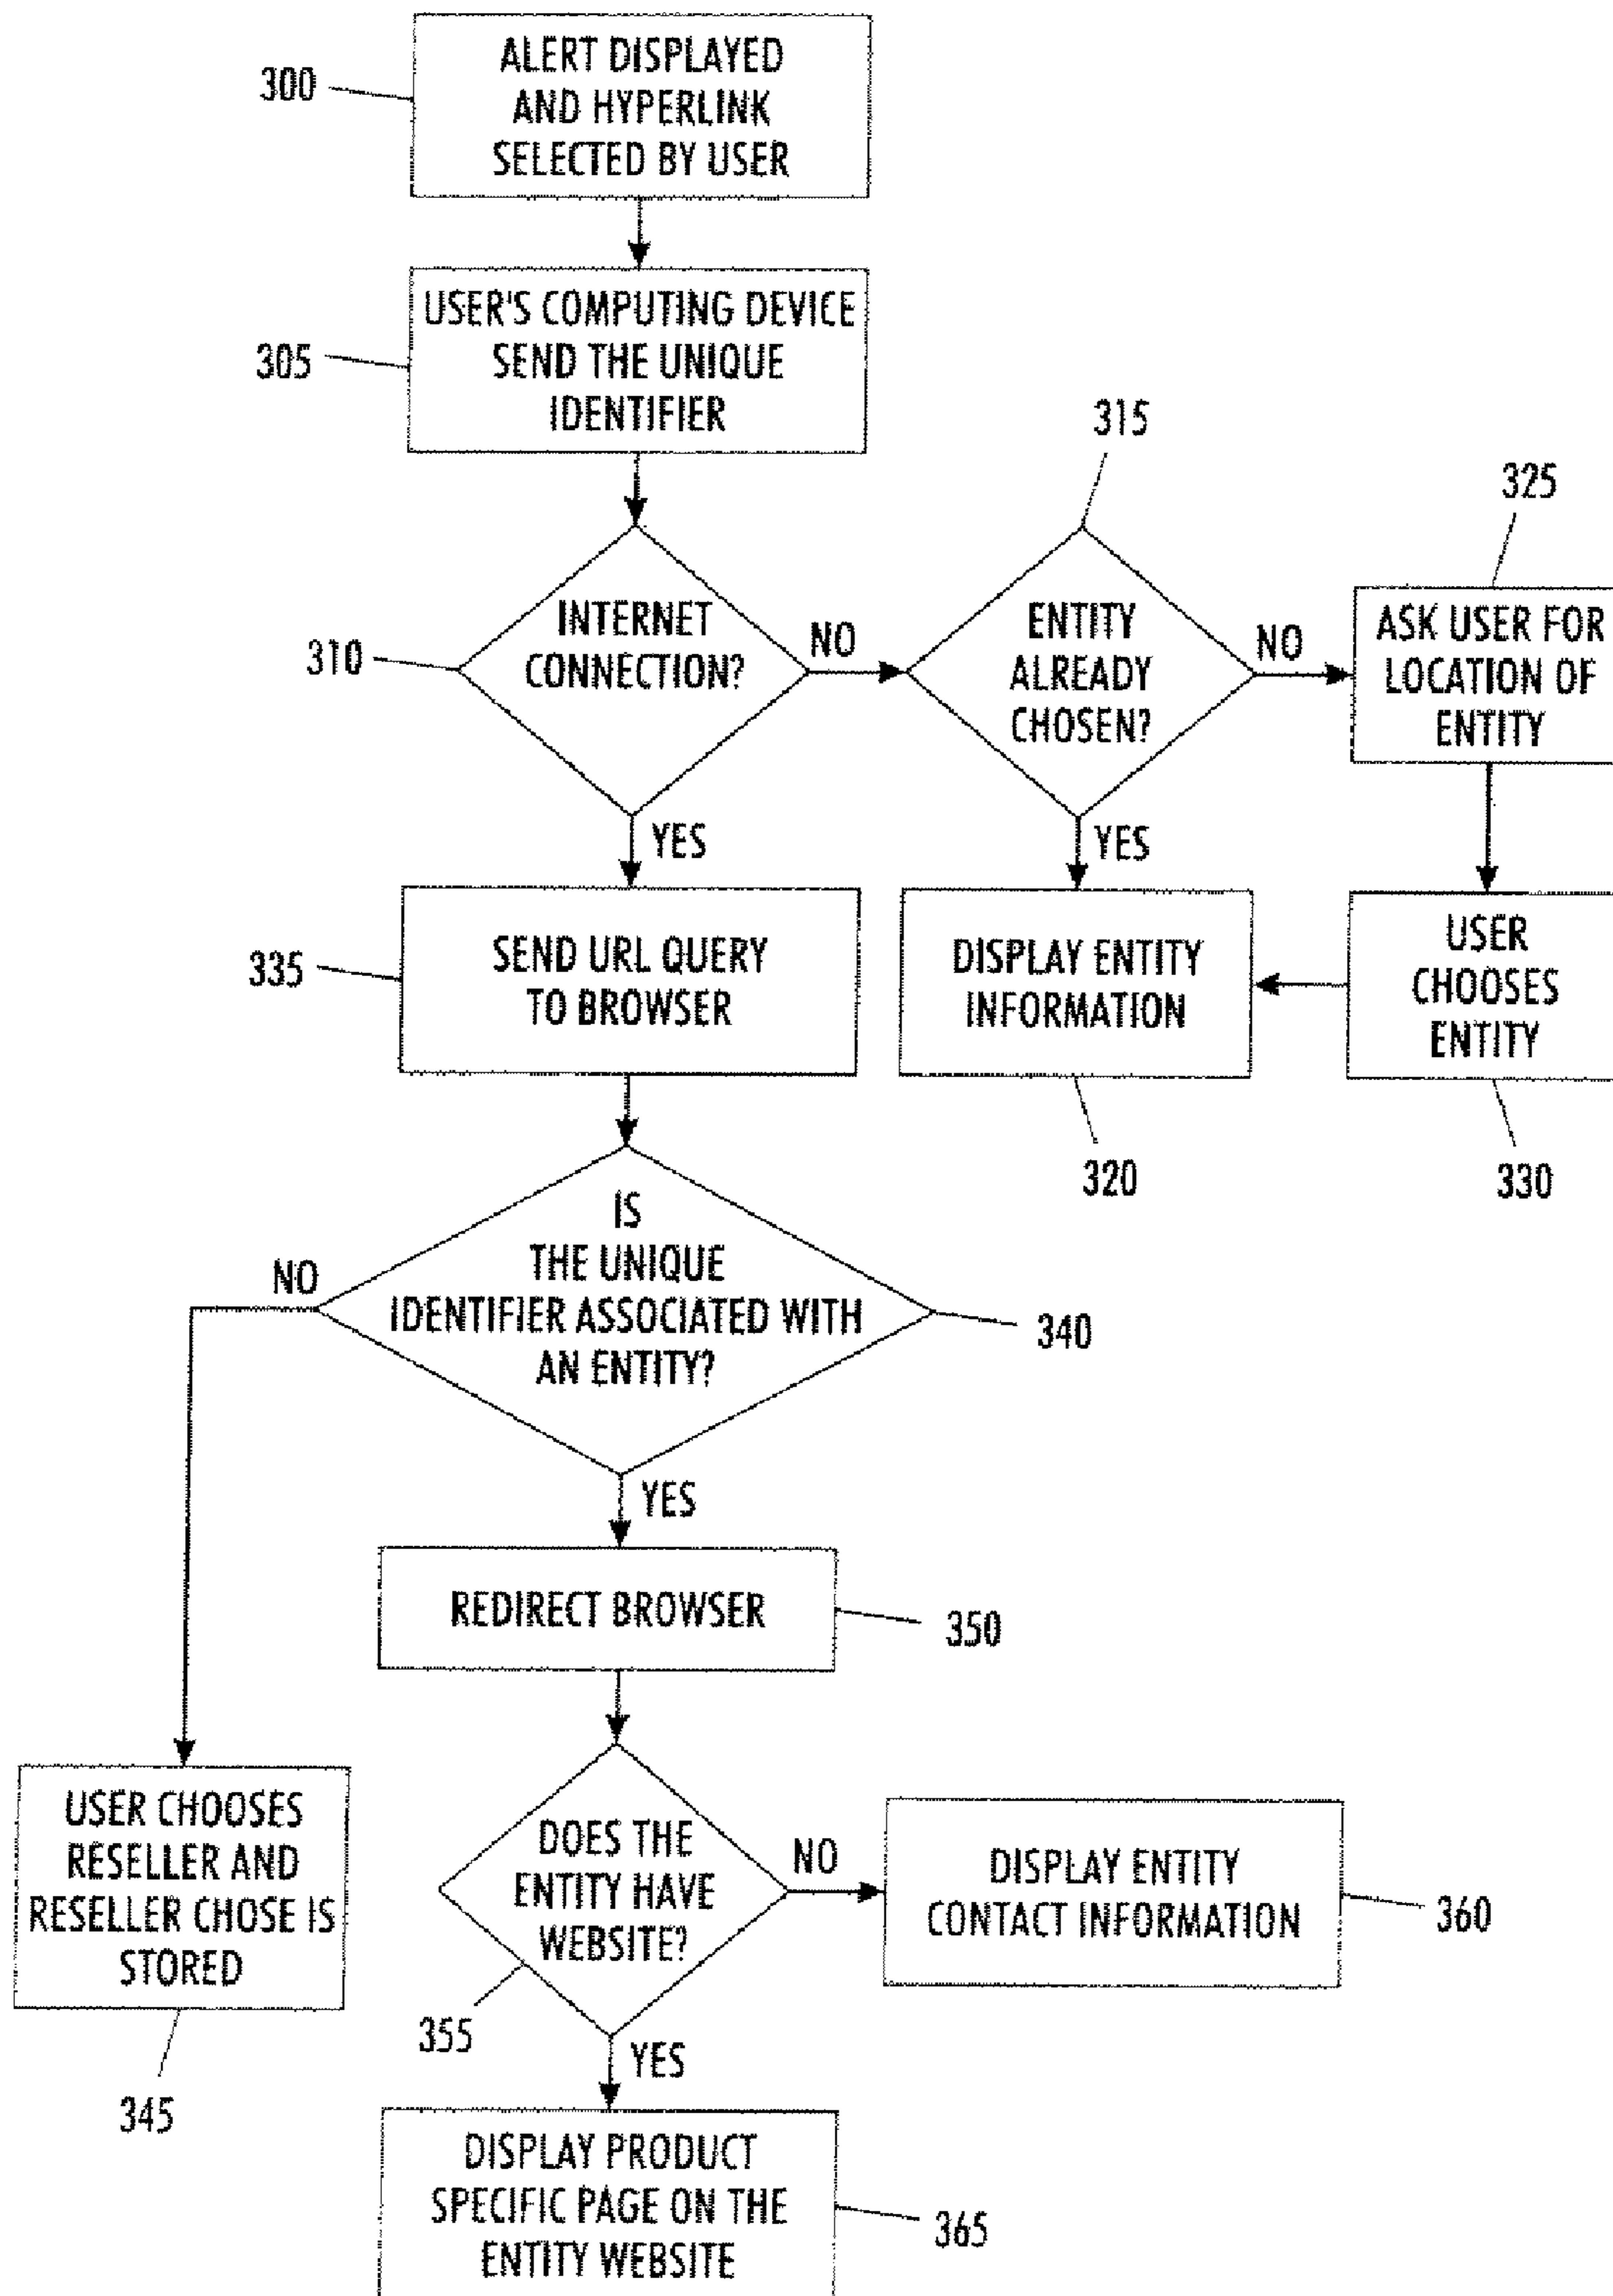 300
ALERT DISPLAYED
AND HYPERLINK
SELECTED BY USER
305
USER'S COMPUTING DEVICE
SEND THE UNIQUE
IDENTIFIER
310
INTERNET
CONNECTION?
NO
YES
315
ENTITY
ALREADY
CHOSEN?
NO
YES
325
ASK USER FOR
LOCATION OF
ENTITY
335
SEND URL QUERY
TO BROWSER
DISPLAY ENTITY
INFORMATION
320
USER
CHOOSES
ENTITY
330
IS
THE UNIQUE
IDENTIFIER ASSOCIATED WITH
AN ENTITY?
340
NO
YES
REDIRECT BROWSER
350
USER CHOOSES
RESELLER AND
RESELLER CHOSE IS
STORED
345
DOES THE
ENTITY HAVE
WEBSITE?
355
NO
YES
DISPLAY ENTITY
CONTACT INFORMATION
360
DISPLAY PRODUCT
SPECIFIC PAGE ON THE
ENTITY WEBSITE
365